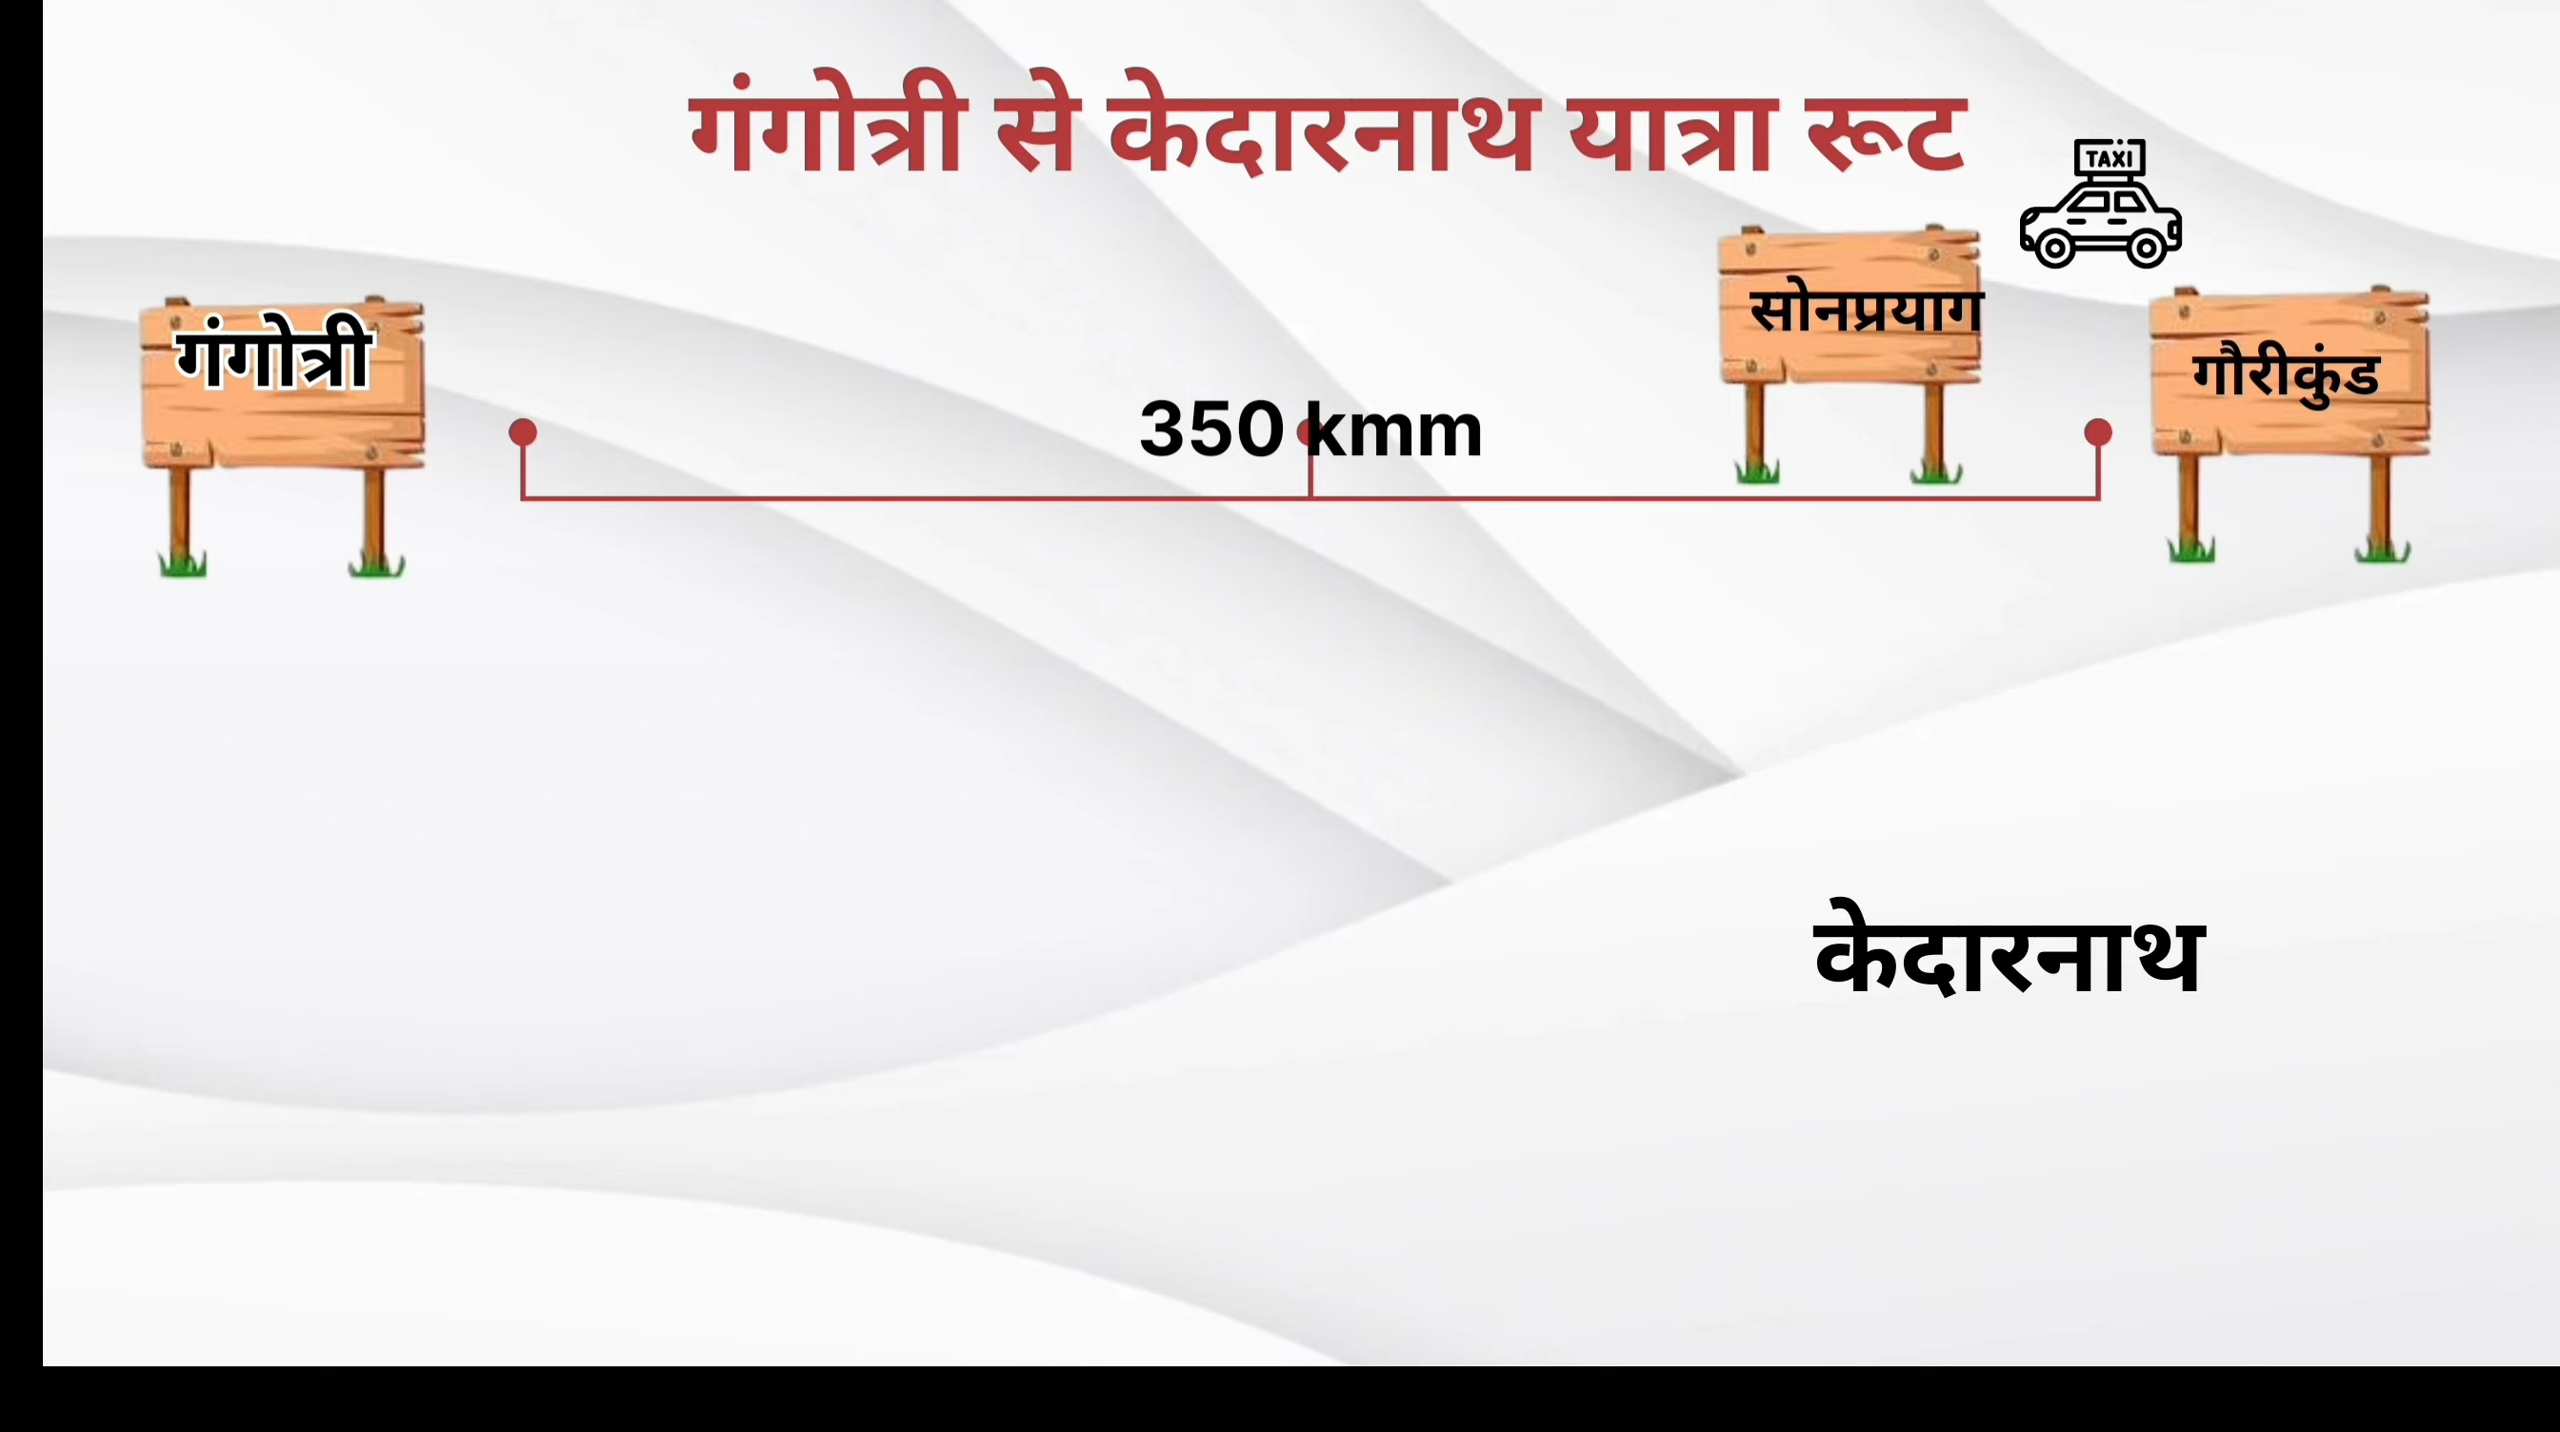 गंगोत्री से केदारनाथ यात्रा रूट
TAXI
सोनप्रयाग
गंगोत्री
गौरीकुंड
350 kmm
केदारनाथ